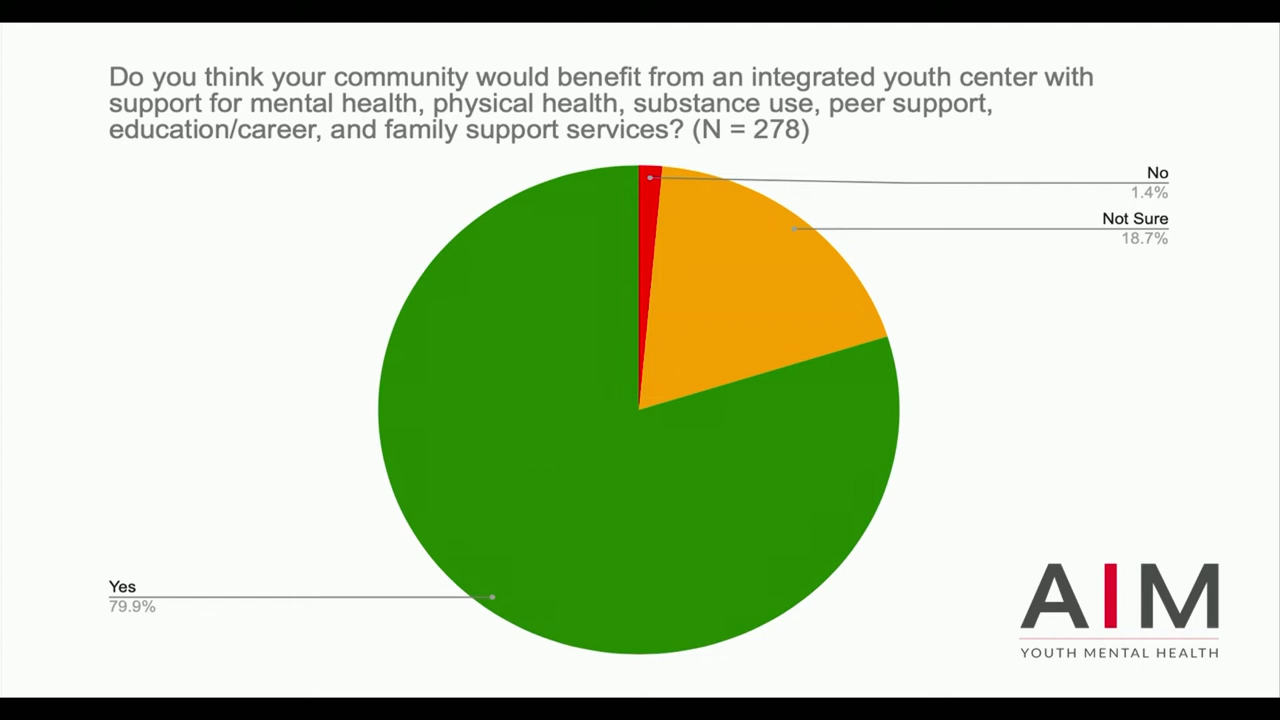 Do you think your community would benefit from an integrated youth center with
support for mental health, physical health, substance use, peer support,
education/career, and family support services? (N = 278)
No
1.4%
Not Sure
18.7%
Yes
79.9%
AIM
YOUTH MENTAL HEALTH